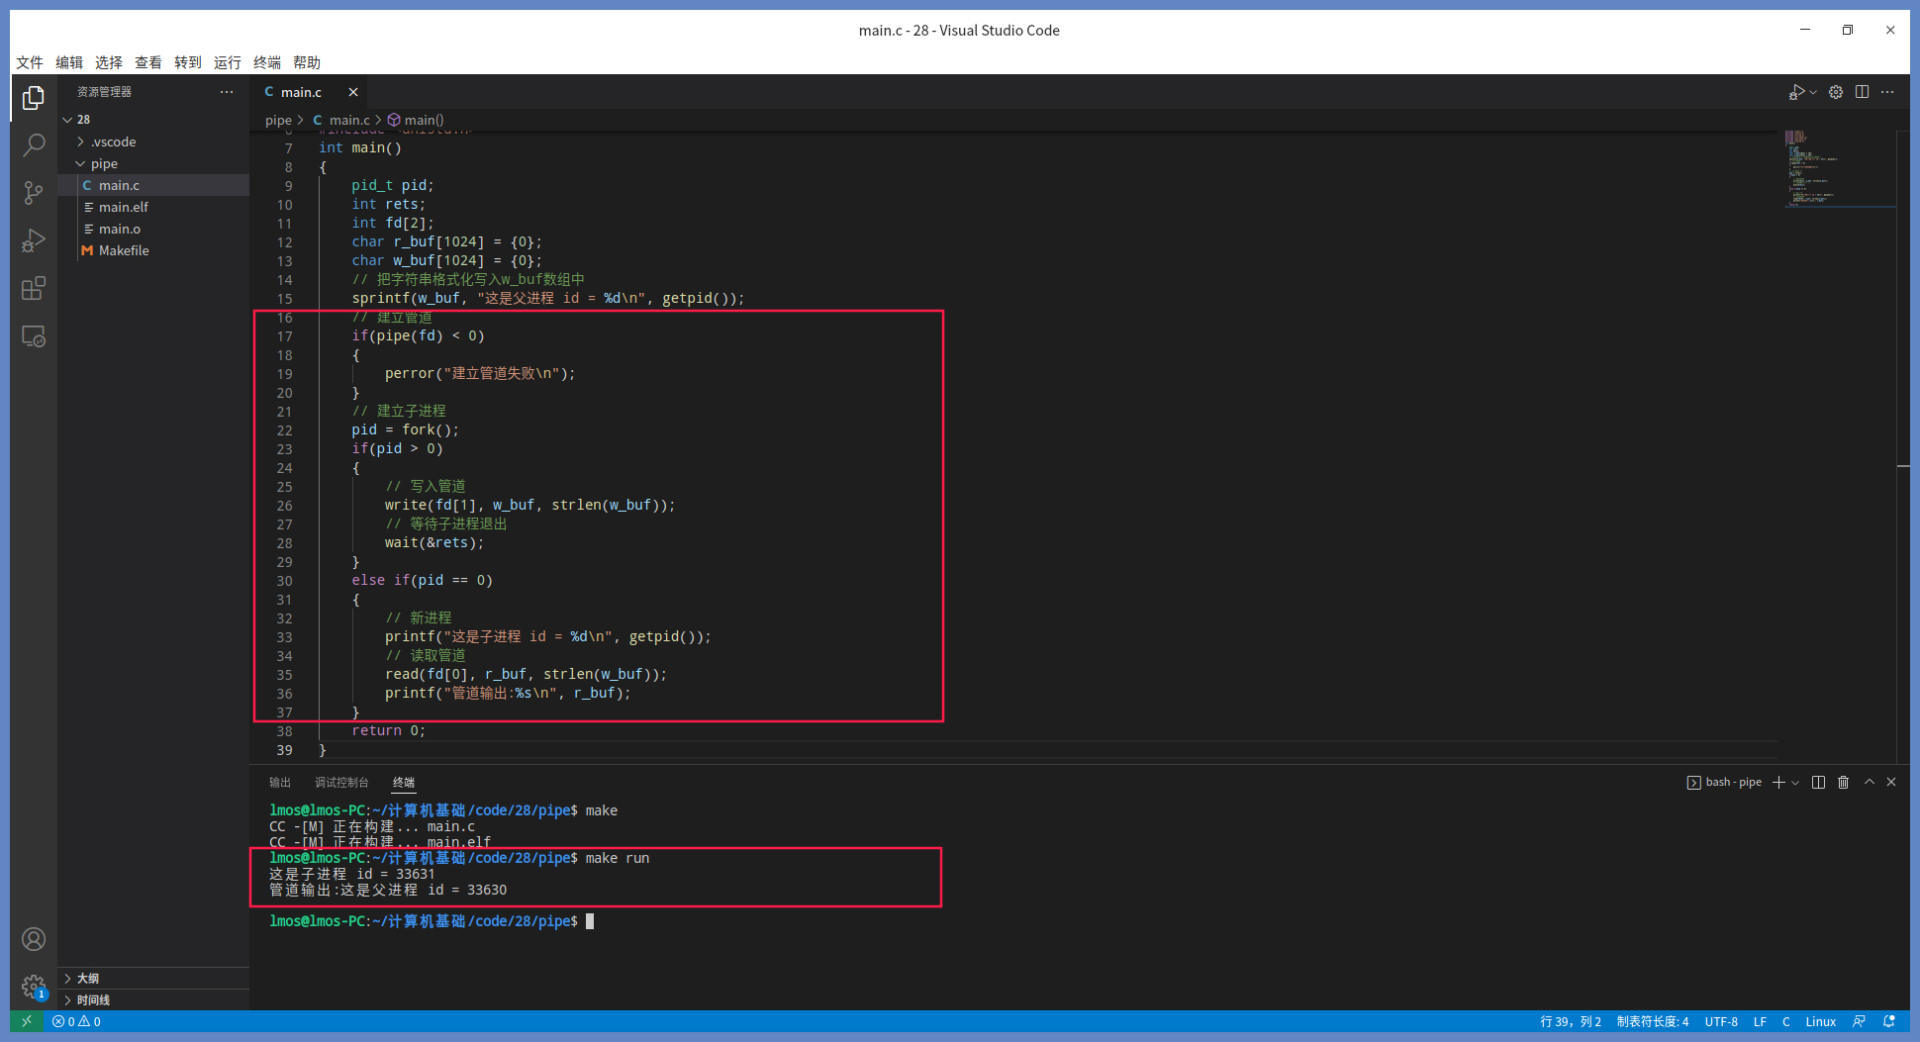 main.c - 28 - Visual Studio Code
文件 编辑 选择 查看 转到 运行 终端 帮助
资源管理器
28
.vscode
pipe
main.c
main.elf
main.o
Makefile
大纲
时间线
main.c
pipe > main.c > main()
6 #include <unistd.h>
7 int main()
8 {
9 pid_t pid;
10 int rets;
11 int fd[2];
12 char r_buf[1024] = {0};
13 char w_buf[1024] = {0};
14 // 把字符串格式化写入w_buf数组中
15 sprintf(w_buf, "这是父进程 id = %d\n", getpid());
16 // 建立管道
17 if(pipe(fd) < 0)
18 {
19 perror("建立管道失败\n");
20 }
21 // 建立子进程
22 pid = fork();
23 if(pid > 0)
24 {
25 // 写入管道
26 write(fd[1], w_buf, strlen(w_buf));
27 // 等待子进程退出
28 wait(&rets);
29 }
30 else if(pid == 0)
31 {
32 // 新进程
33 printf("这是子进程 id = %d\n", getpid());
34 // 读取管道
35 read(fd[0], r_buf, strlen(w_buf));
36 printf("管道输出:%s\n", r_buf);
37 }
38 return 0;
39 }
输出 调试控制台 终端
bash - pipe
lmos@lmos-PC:~/计算机基础/code/28/pipe$ make
CC -[M] 正在构建... main.c
CC -[M] 正在构建... main.elf
lmos@lmos-PC:~/计算机基础/code/28/pipe$ make run
这是子进程 id = 33631
管道输出:这是父进程 id = 33630
lmos@lmos-PC:~/计算机基础/code/28/pipe$
1
0 0
行 39，列 2 制表符长度: 4 UTF-8 LF C Linux